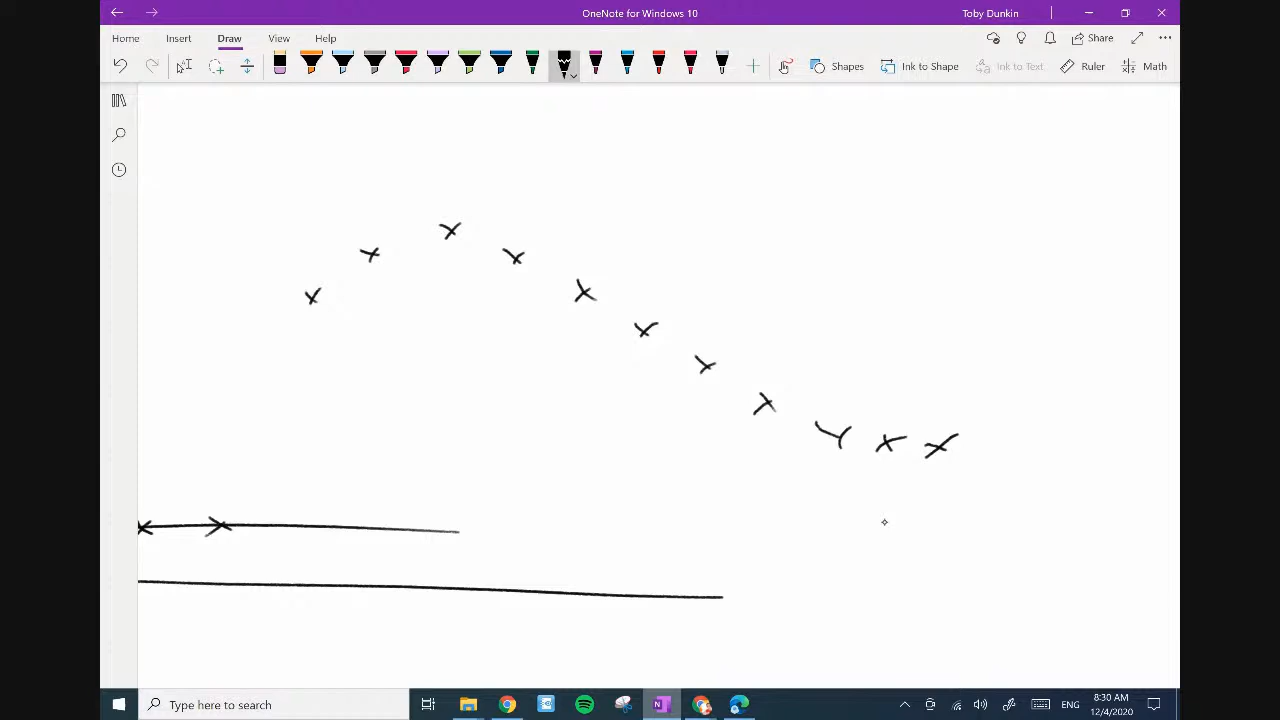 OneNote for Windows 10
Toby Dunkin
Home Insert Draw View Help
Share
Shapes Ink to Shape Ink to Text Ruler Math
Type here to search
ENG
8:30 AM
12/4/2020